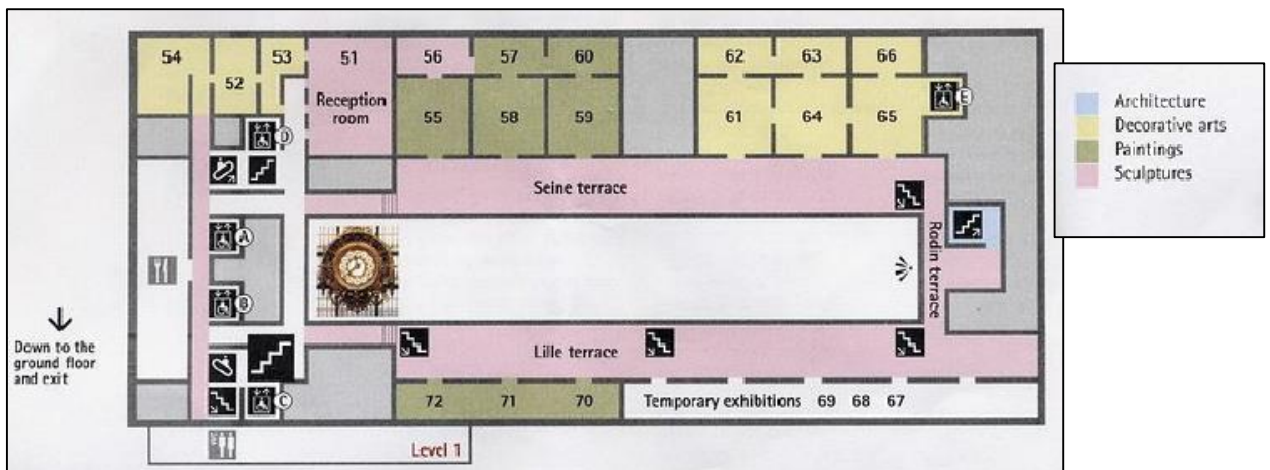 54
52
53
51
Reception
room
56
57
60
55
58
59
62
63
66
61
64
65
E
D
A
B
C
Seine terrace
Rodin terrace
Lille terrace
72
71
70
Temporary exhibitions 69 68 67
Down to the
ground floor
and exit
Level 1
Architecture
Decorative arts
Paintings
Sculptures